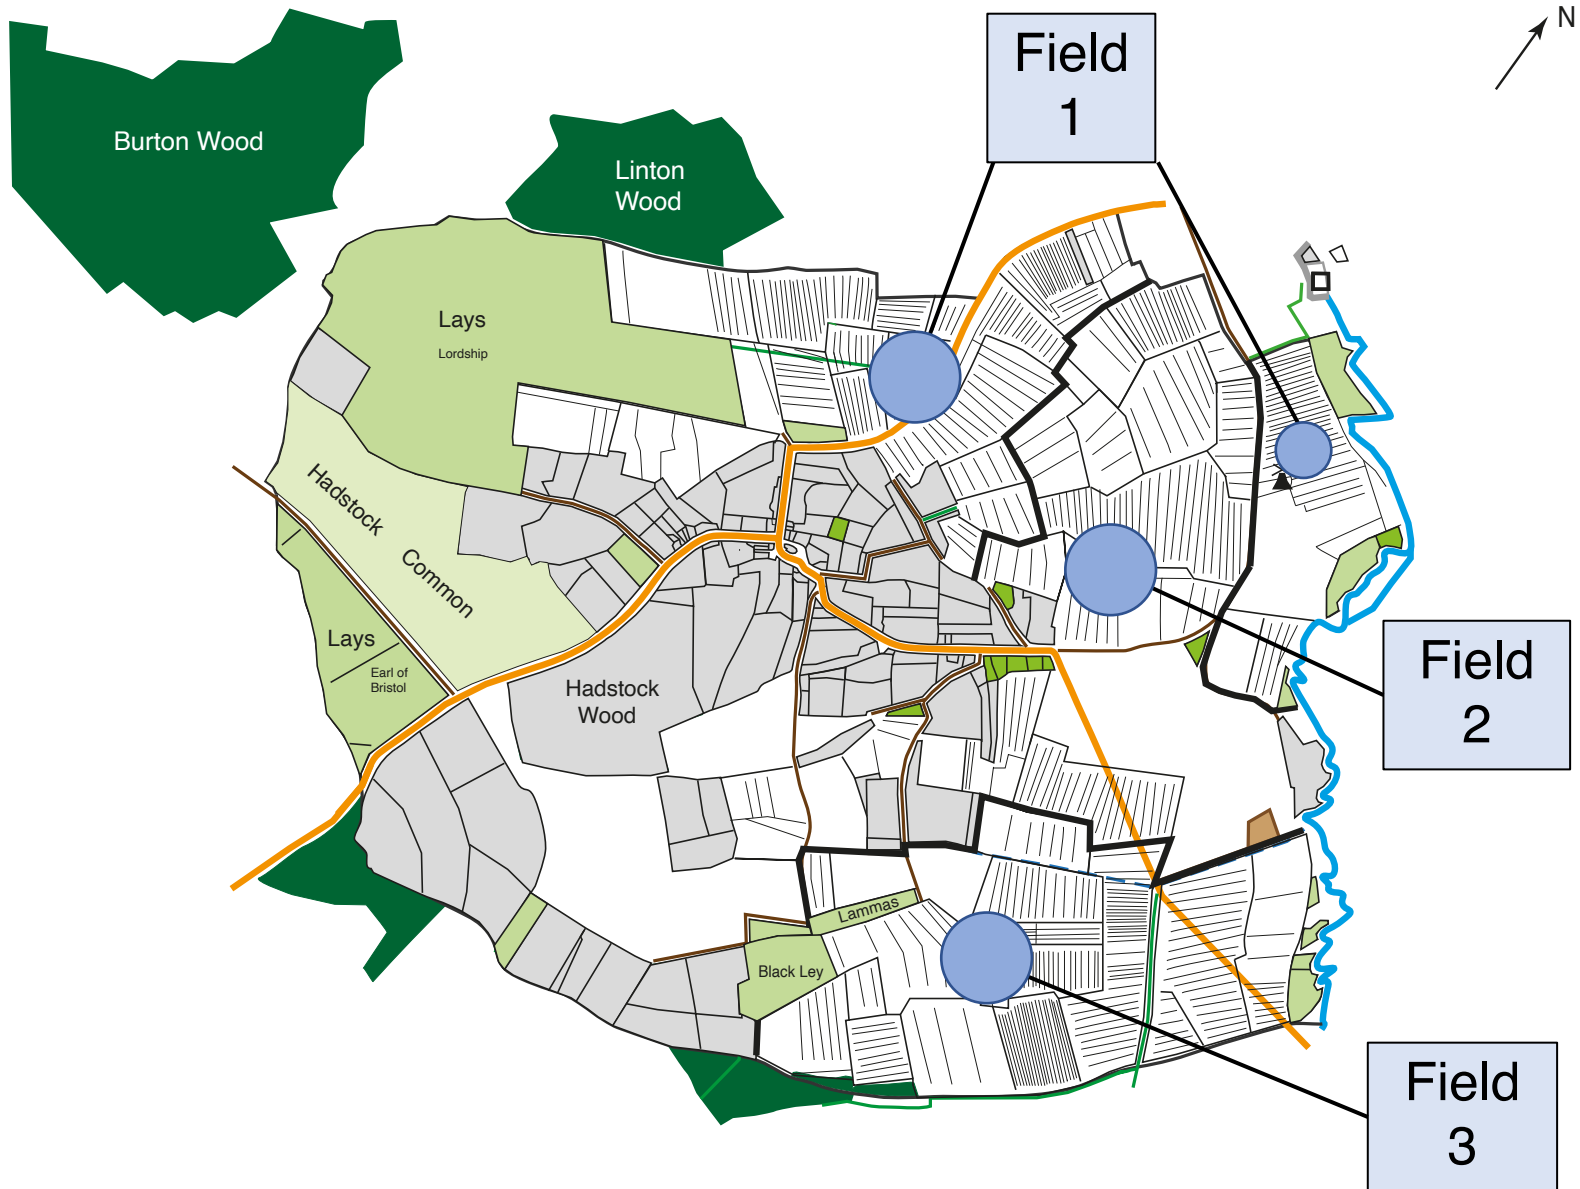 N
Field
1
Burton Wood
Linton
Wood
Lays
Lordship
Hadstock
Common
Lays
Earl of
Bristol
Hadstock
Wood
Field
2
Lammas
Black Ley
Field
3